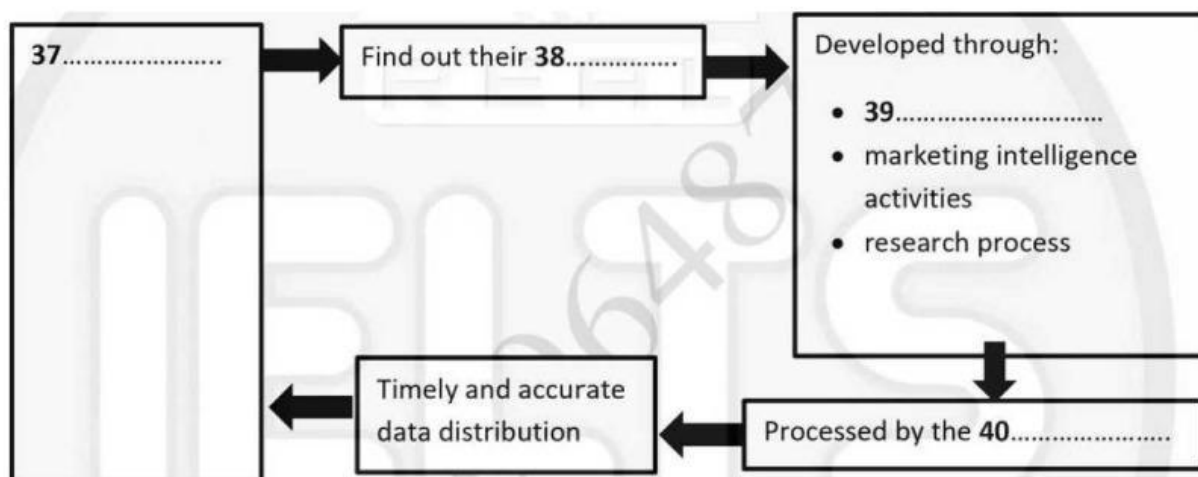 37......................
Find out their 38................
Developed through:
• 39............................
marketing intelligence
activities
• research process
Processed by the 40......................
Timely and accurate
data distribution